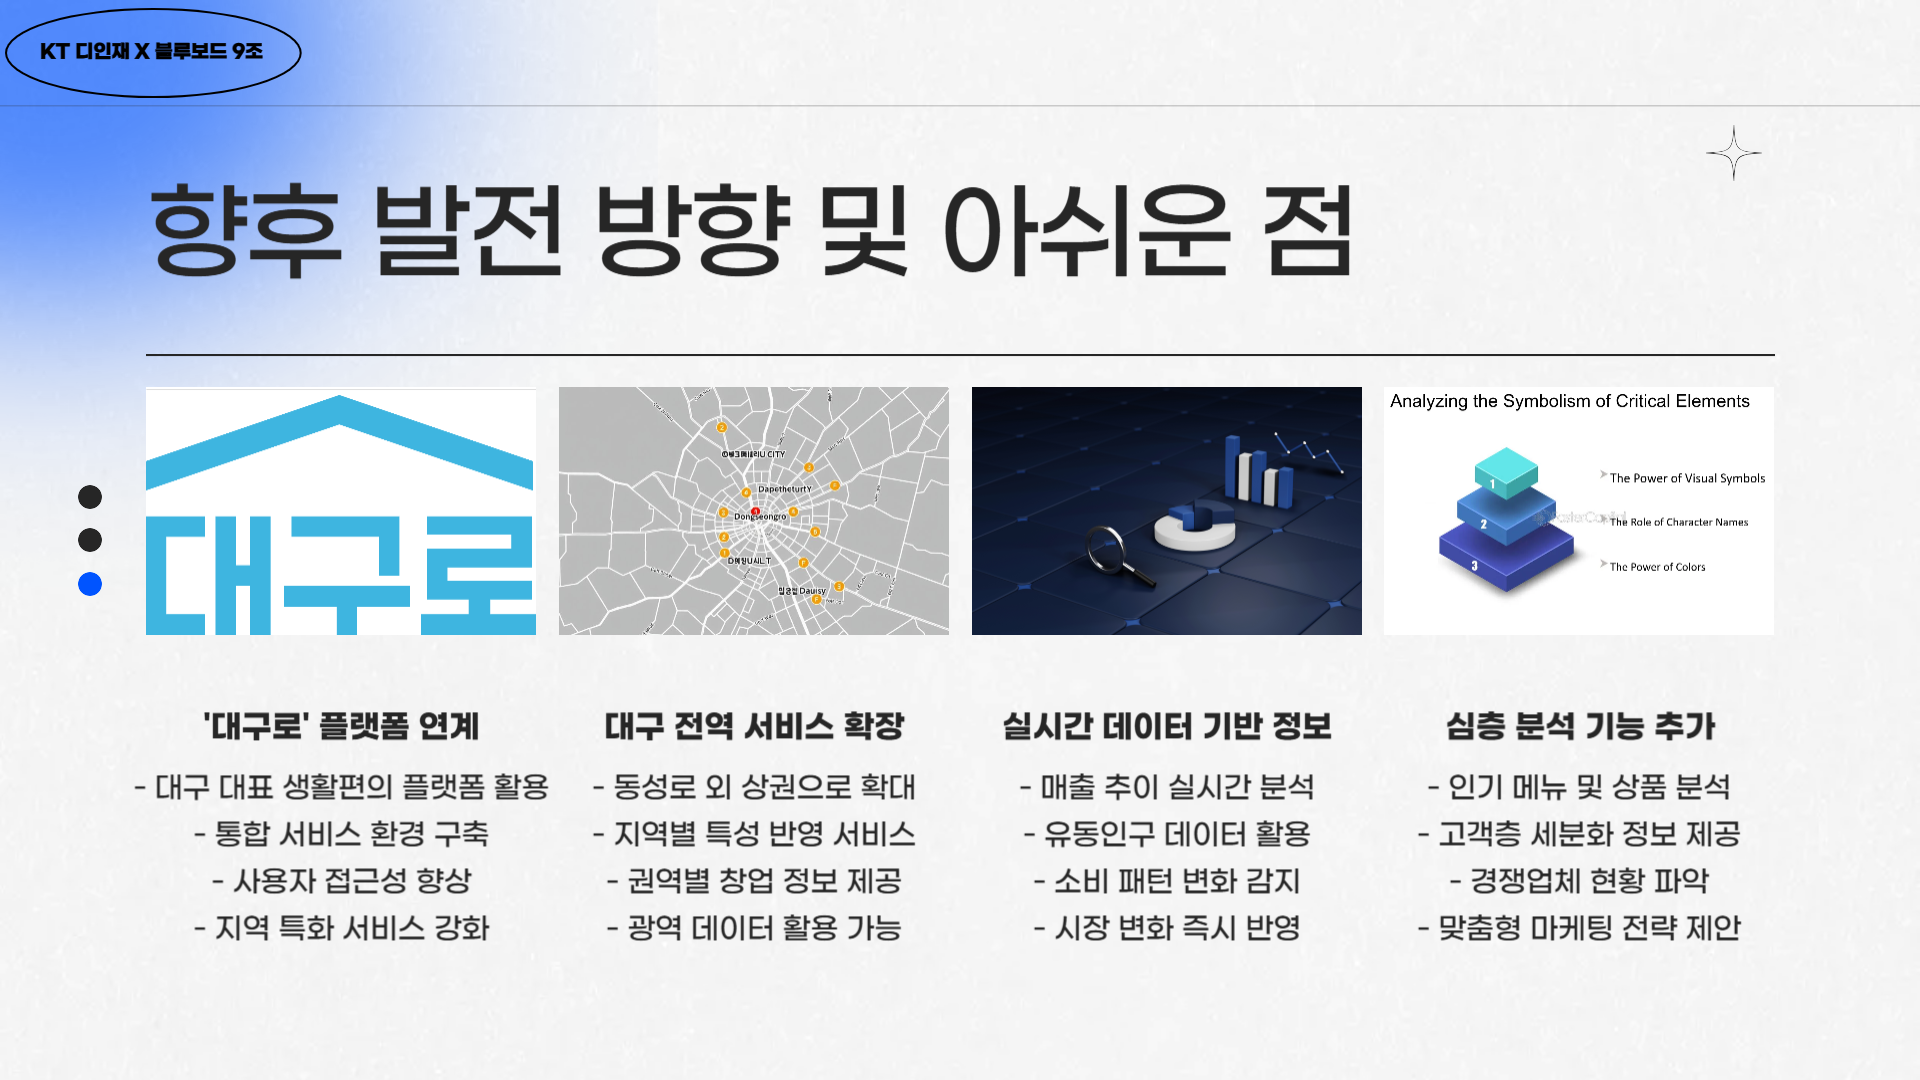 KT 디인재 X 블루보드 9조
향후 발전 방향 및 아쉬운 점
대구로
CITY
Dongseongro
Dauisy
Analyzing the Symbolism of Critical Elements
1
2
3
The Power of Visual Symbols
The Role of Character Names
The Power of Colors
'대구로' 플랫폼 연계
- 대구 대표 생활편의 플랫폼 활용
- 통합 서비스 환경 구축
- 사용자 접근성 향상
- 지역 특화 서비스 강화
대구 전역 서비스 확장
- 동성로 외 상권으로 확대
- 지역별 특성 반영 서비스
- 권역별 창업 정보 제공
- 광역 데이터 활용 가능
실시간 데이터 기반 정보
- 매출 추이 실시간 분석
- 유동인구 데이터 활용
- 소비 패턴 변화 감지
- 시장 변화 즉시 반영
심층 분석 기능 추가
- 인기 메뉴 및 상품 분석
- 고객층 세분화 정보 제공
- 경쟁업체 현황 파악
- 맞춤형 마케팅 전략 제안